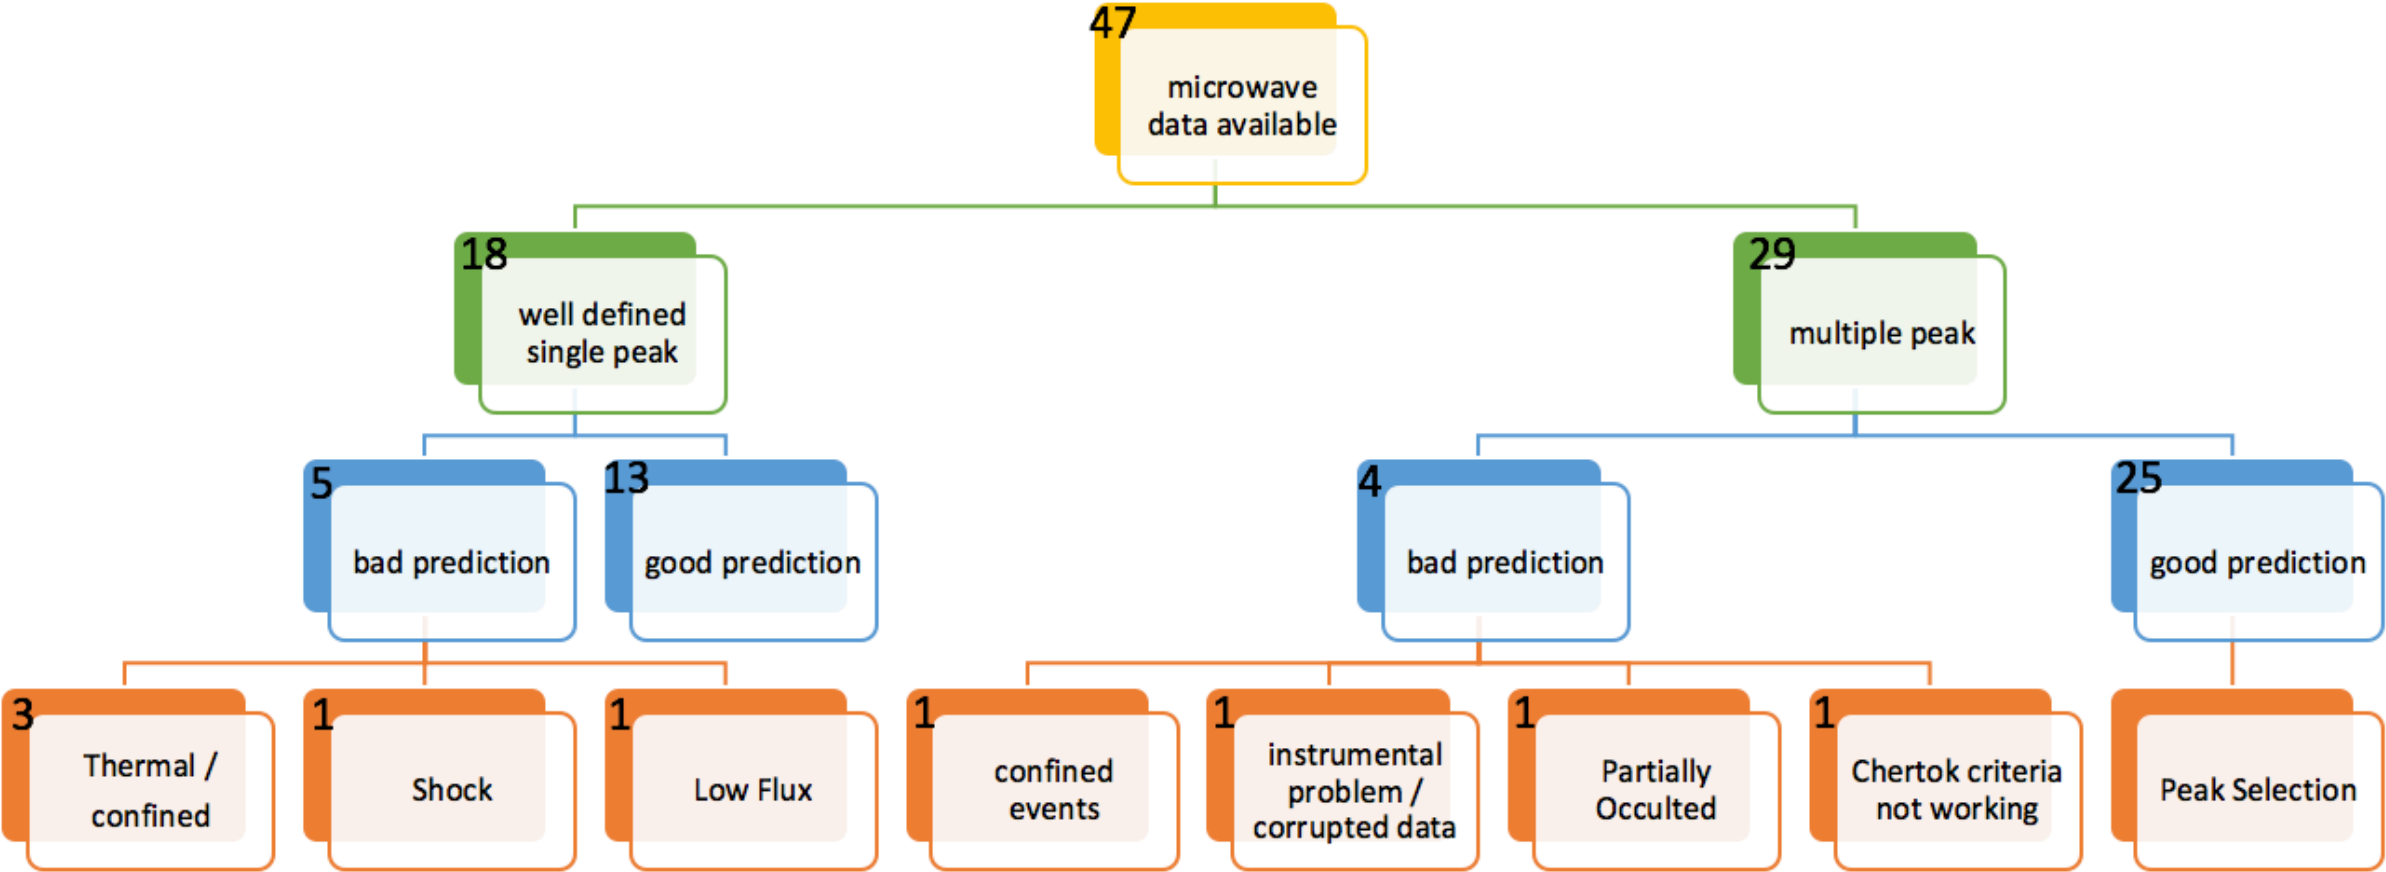 47
microwave
data available
18
well defined
single peak
29
multiple peak
5
bad prediction
13
good prediction
4
bad prediction
25
good prediction
3
Thermal /
confined
1
Shock
1
Low Flux
1
confined
events
1
instrumental
problem /
corrupted data
1
Partially
Occulted
1
Chertok criteria
not working
Peak Selection